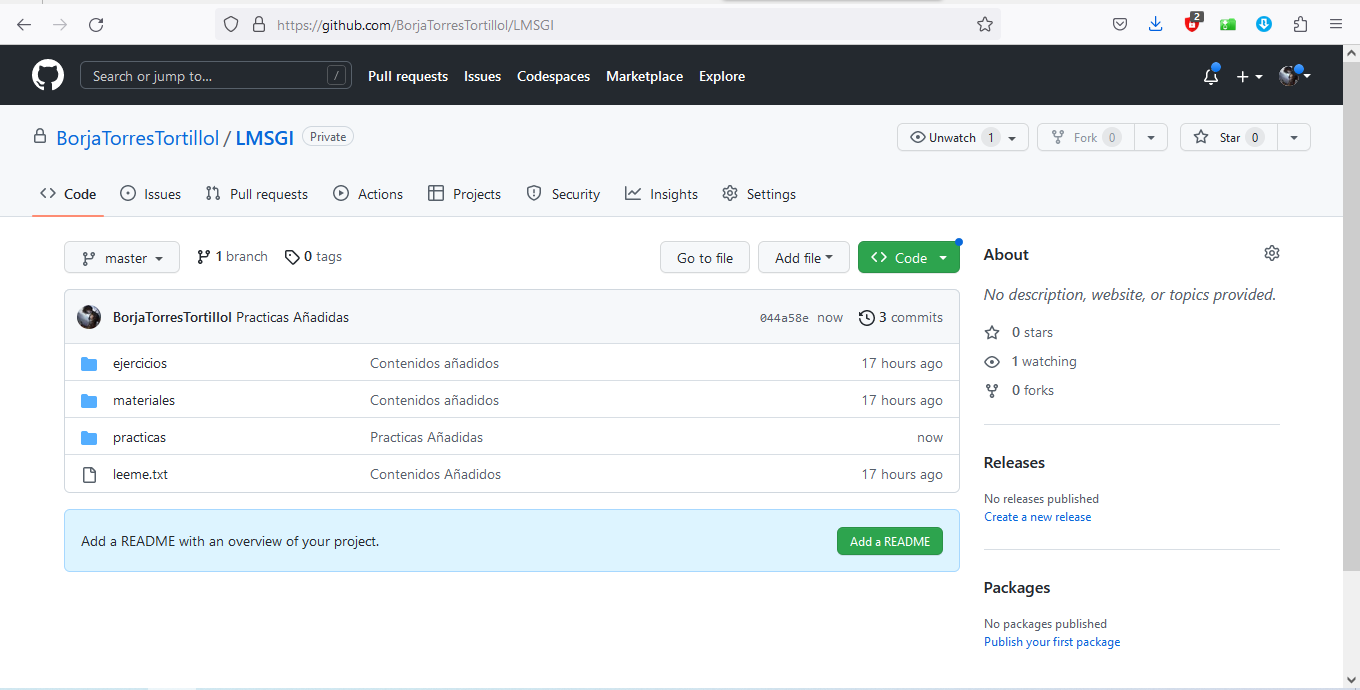 https://github.com/BorjaTorresTortillol/LMSGI
2
Search or jump to... / Pull requests Issues Codespaces Marketplace Explore
BorjaTorresTortillol / LMSGI Private Unwatch 1 Fork 0 Star 0
Code Issues Pull requests Actions Projects Security Insights Settings
master 1 branch 0 tags Go to file Add file Code
BorjaTorresTortillol Practicas Añadidas 044a58e now 3 commits
ejercicios Contenidos añadidos 17 hours ago
materiales Contenidos añadidos 17 hours ago
practicas Practicas Añadidas now
leeme.txt Contenidos Añadidos 17 hours ago
Add a README with an overview of your project. Add a README
About
No description, website, or topics provided.
0 stars
1 watching
0 forks
Releases
No releases published
Create a new release
Packages
No packages published
Publish your first package